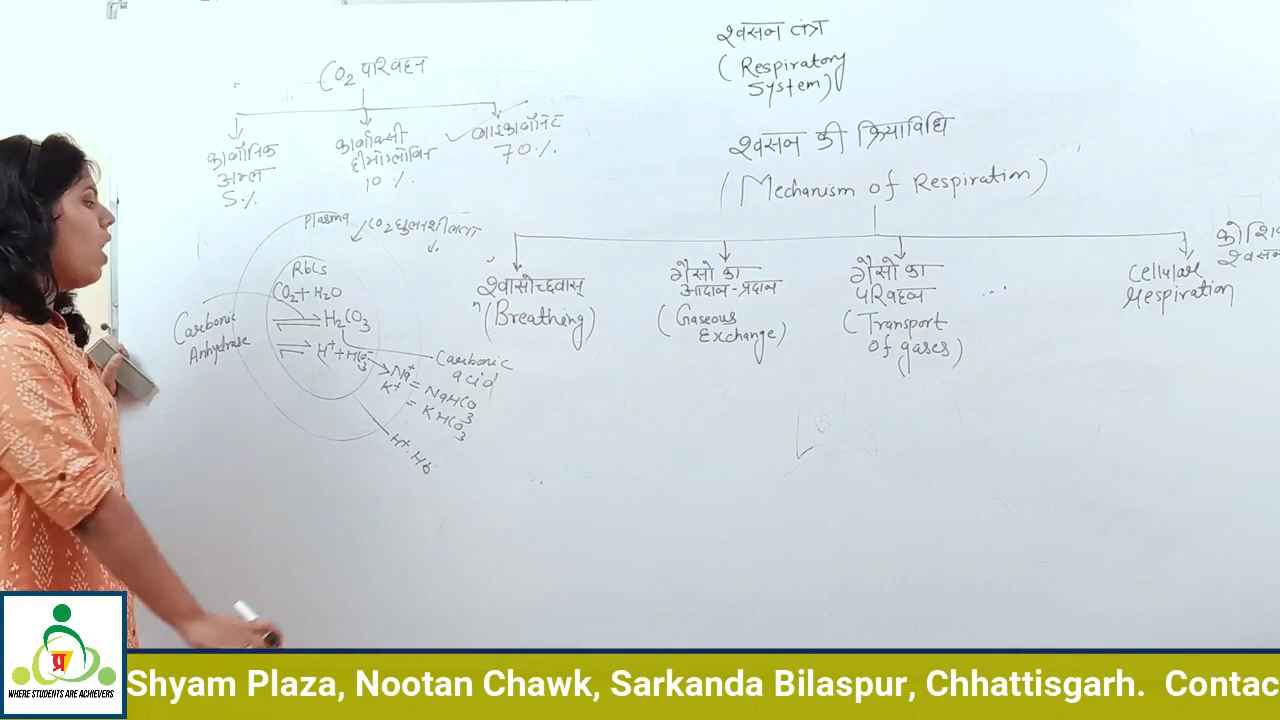 श्वसन तंत्र
(Respiratory
System)
श्वसन की क्रियाविधि
(Mechanism of Respiration)
श्वासोच्छवास्
(Breathing)
गैसो का
आदान-प्रदान
(Gaseous
Exchange)
गैसो का
परिवहन
(Transport
of gases)
...
Cellular
respiration
CO2 परिवहन
कार्बोनिक
अम्ल
5%.
10 %.
बाइकार्बोनेट
70%.
Plasma
CO2 घुलनशीलता
RBCs
CO2 + H2O
H2CO3
H+ + HCO3-
Carbonic
Anhydrase
Carbonic
acid
Na+
K+
= NaHCO3
= KHCO3
प्र
WHERE STUDENTS ARE ACHIEVERS
Shyam Plaza, Nootan Chawk, Sarkanda Bilaspur, Chhattisgarh. Contac